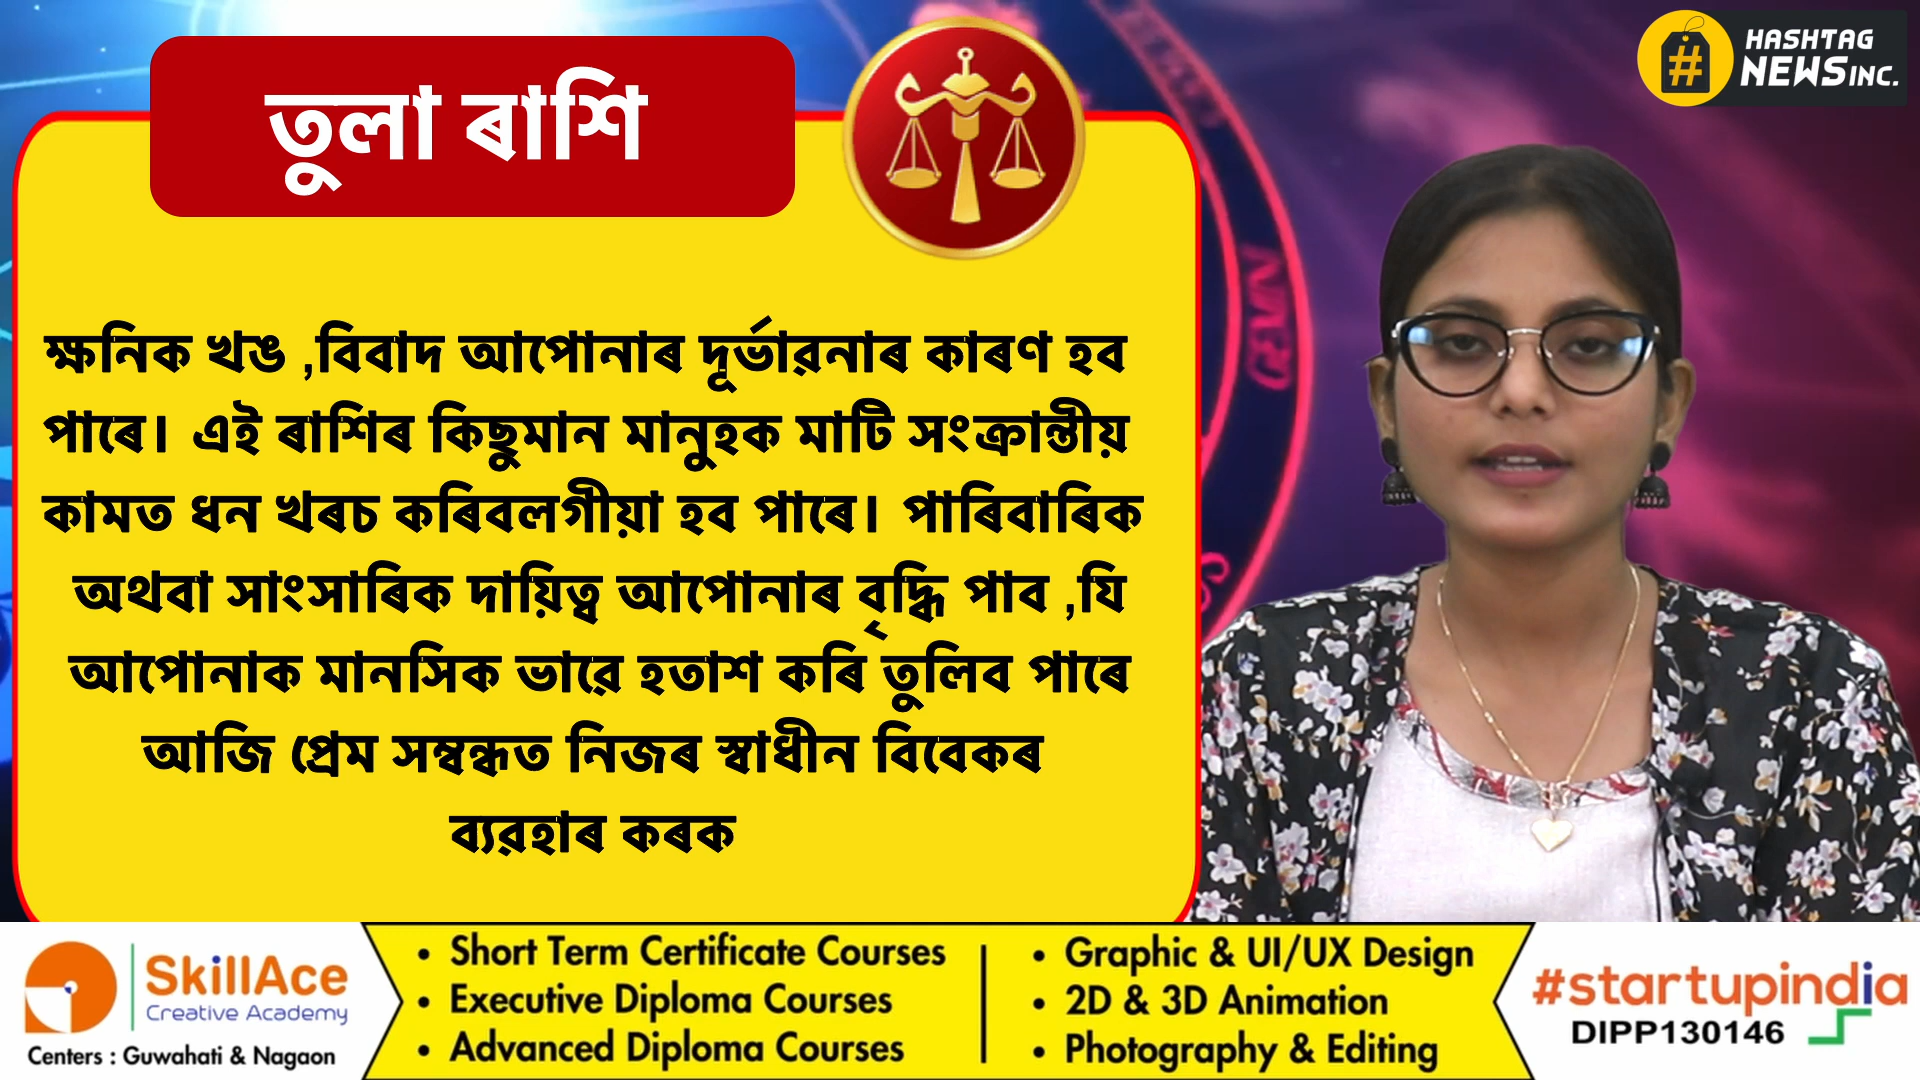 তুলা ৰাশি
HASHTAG
NEWS INC.
ক্ষনিক খঙ ,বিবাদ আপোনাৰ দূৰ্ভাৱনাৰ কাৰণ হব
পাৰে। এই ৰাশিৰ কিছুমান মানুহক মাটি সংক্ৰান্তীয়
কামত ধন খৰচ কৰিবলগীয়া হব পাৰে। পাৰিবাৰিক
অথবা সাংসাৰিক দায়িত্ব আপোনাৰ বৃদ্ধি পাব ,যি
আপোনাক মানসিক ভাৱে হতাশ কৰি তুলিব পাৰে
আজি প্ৰেম সম্বন্ধত নিজৰ স্বাধীন বিবেকৰ
ব্যৱহাৰ কৰক
SkillAce
Creative Academy
Centers : Guwahati & Nagaon
• Short Term Certificate Courses
• Executive Diploma Courses
• Advanced Diploma Courses
• Graphic & UI/UX Design
• 2D & 3D Animation
• Photography & Editing
#startupindia
DIPP130146